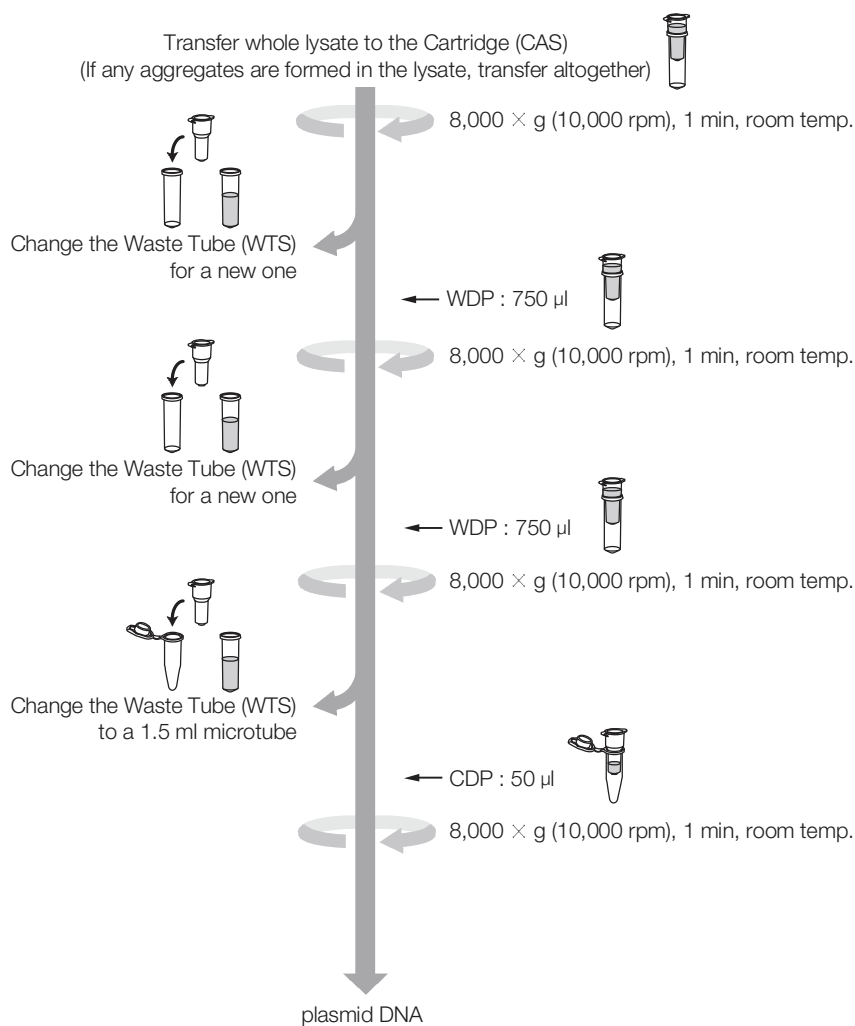 Transfer whole lysate to the Cartridge (CAS)
(If any aggregates are formed in the lysate, transfer altogether)
8,000 × g (10,000 rpm), 1 min, room temp.
Change the Waste Tube (WTS)
for a new one
WDP : 750 µl
8,000 × g (10,000 rpm), 1 min, room temp.
Change the Waste Tube (WTS)
for a new one
WDP : 750 µl
8,000 × g (10,000 rpm), 1 min, room temp.
Change the Waste Tube (WTS)
to a 1.5 ml microtube
CDP : 50 µl
8,000 × g (10,000 rpm), 1 min, room temp.
plasmid DNA